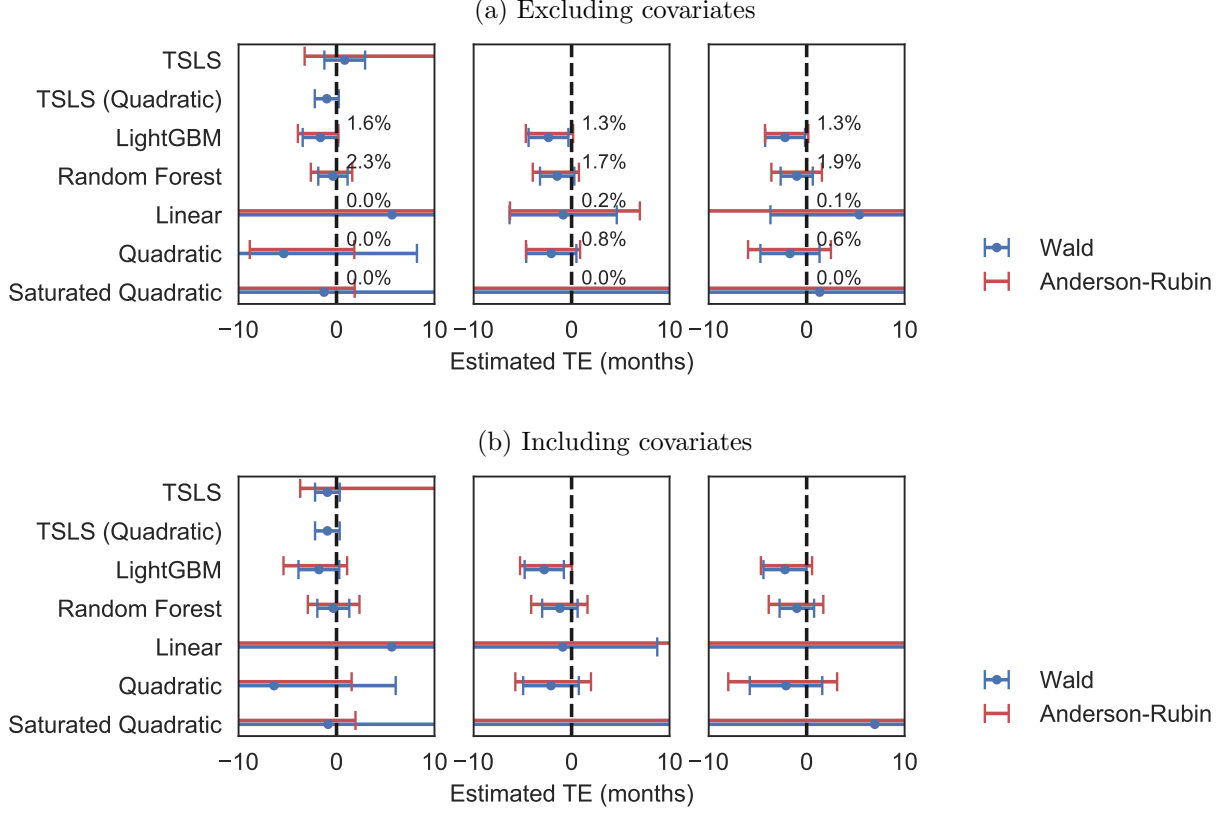 (a) Excluding covariates
TSLS
TSLS (Quadratic)
LightGBM 1.6% 1.3% 1.3%
Random Forest 2.3% 1.7% 1.9%
Linear 0.0% 0.2% 0.1%
Quadratic 0.0% 0.8% 0.6%
Saturated Quadratic 0.0% 0.0% 0.0%
Wald
Anderson-Rubin
−10 0 10 −10 0 10 −10 0 10
Estimated TE (months)
(b) Including covariates
TSLS
TSLS (Quadratic)
LightGBM
Random Forest
Linear
Quadratic
Saturated Quadratic
Wald
Anderson-Rubin
−10 0 10 −10 0 10 −10 0 10
Estimated TE (months)